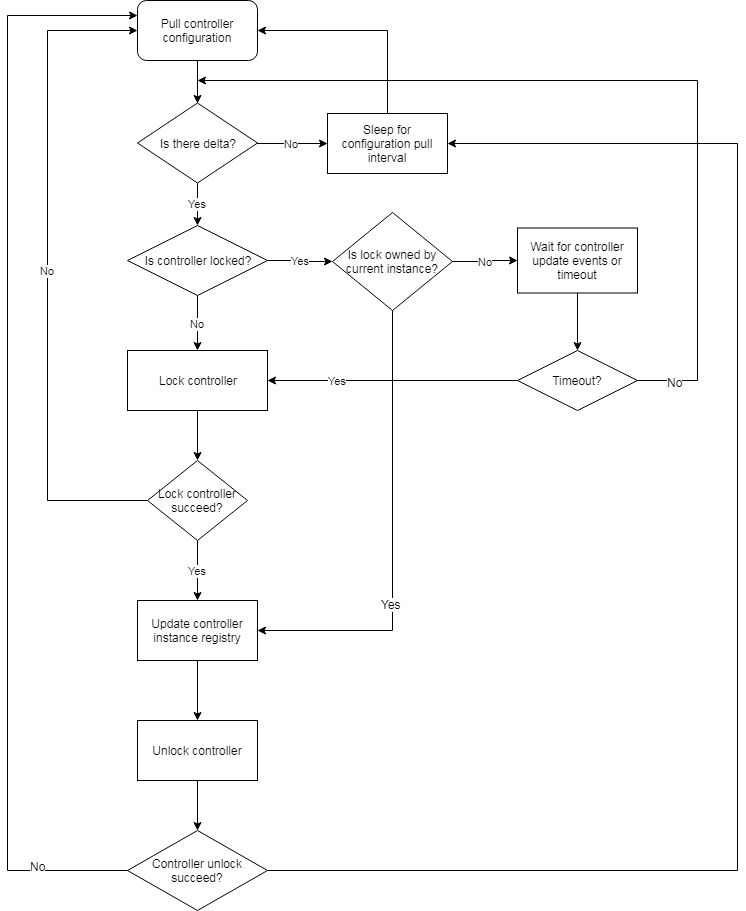 Pull controller
configuration
Is there delta?
No
Sleep for
configuration pull
interval
Yes
Is controller locked?
Yes
Is lock owned by
current instance?
No
Wait for controller
update events or
timeout
No
No
Lock controller
Yes
Timeout?
No
Lock controller
succeed?
Yes
Yes
Update controller
instance registry
Unlock controller
Controller unlock
succeed?
No